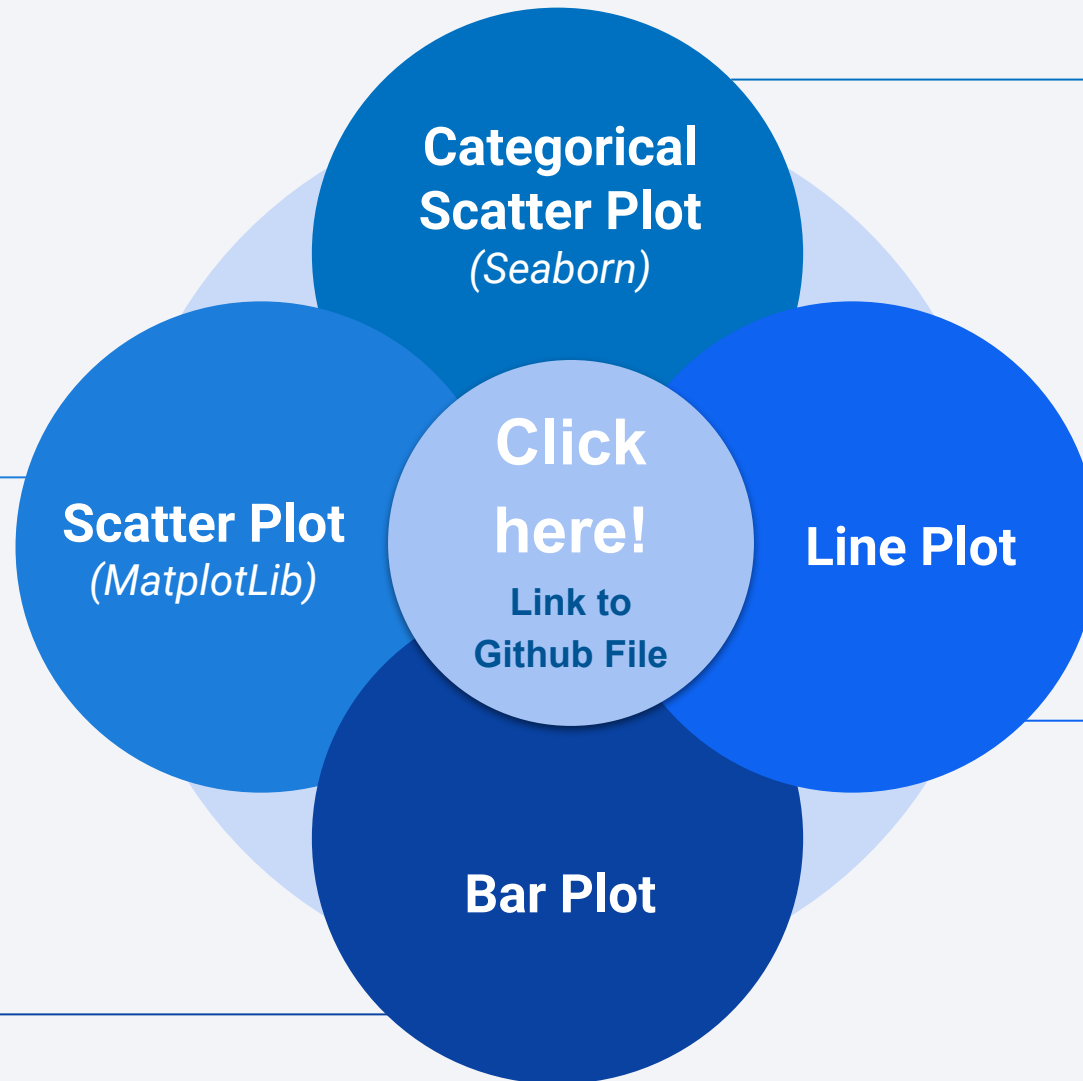 Categorical
Scatter Plot
(Seaborn)
Scatter Plot
(MatplotLib)
Click
here!
Link to
Github File
Line Plot
Bar Plot